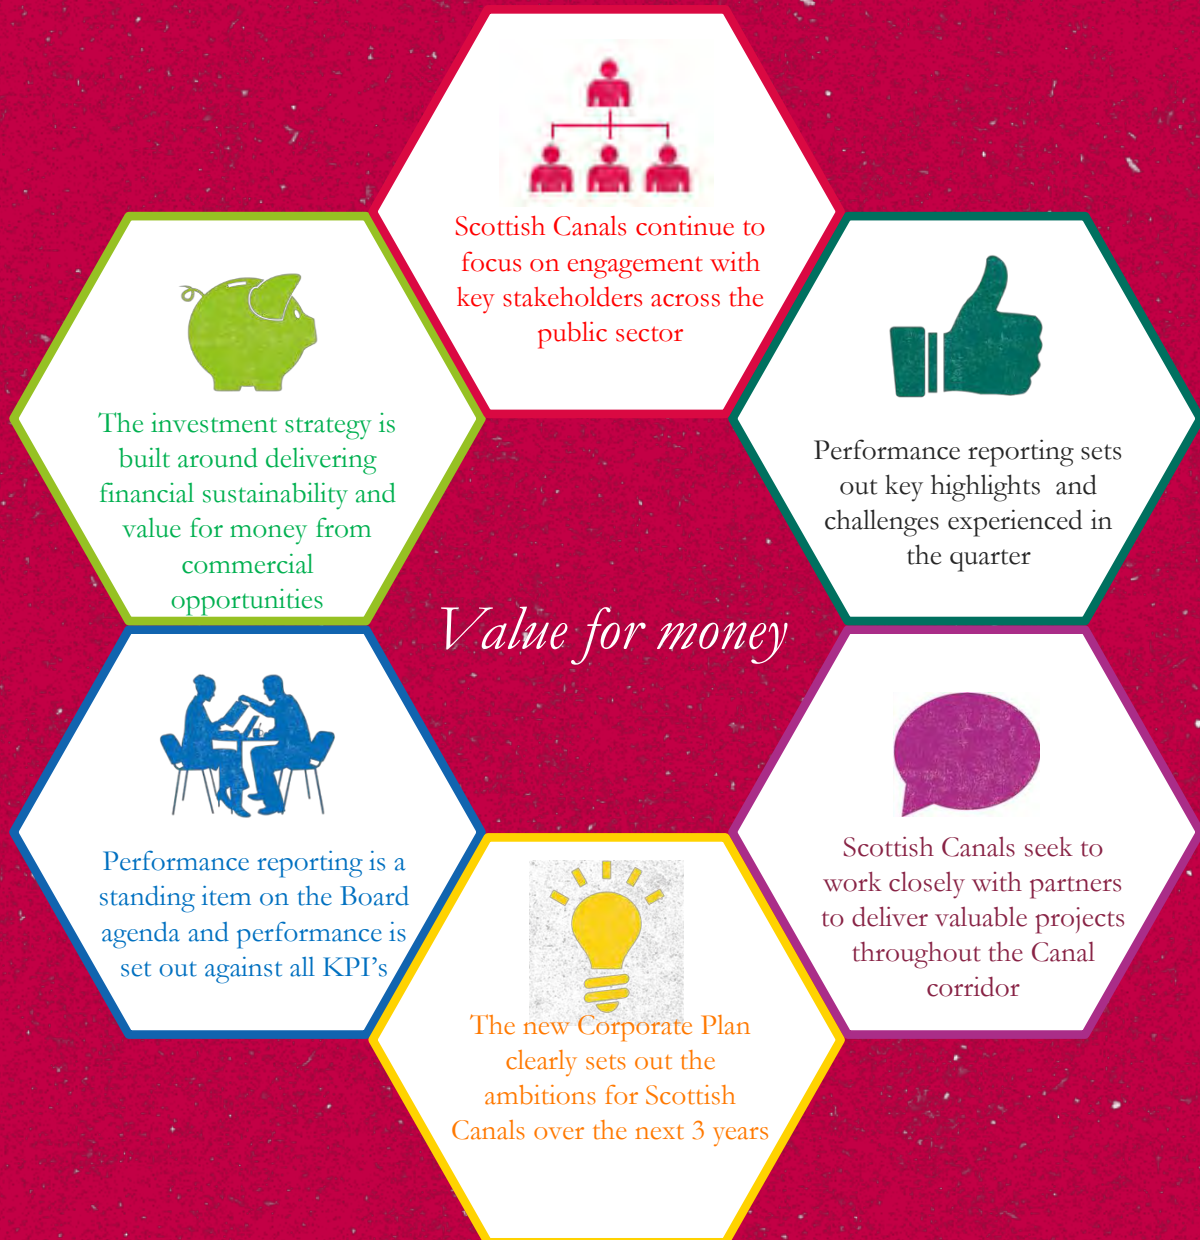 Scottish Canals continue to
focus on engagement with
key stakeholders across the
public sector
The investment strategy is
built around delivering
financial sustainability and
value for money from
commercial
opportunities
Performance reporting sets
out key highlights  and
challenges experienced in
the quarter
Value for money
Performance reporting is a
standing item on the Board
agenda and performance is
set out against all KPI’s
Scottish Canals seek to
work closely with partners
to deliver valuable projects
throughout the Canal
corridor
The new Corporate Plan
clearly sets out the
ambitions for Scottish
Canals over the next 3 years